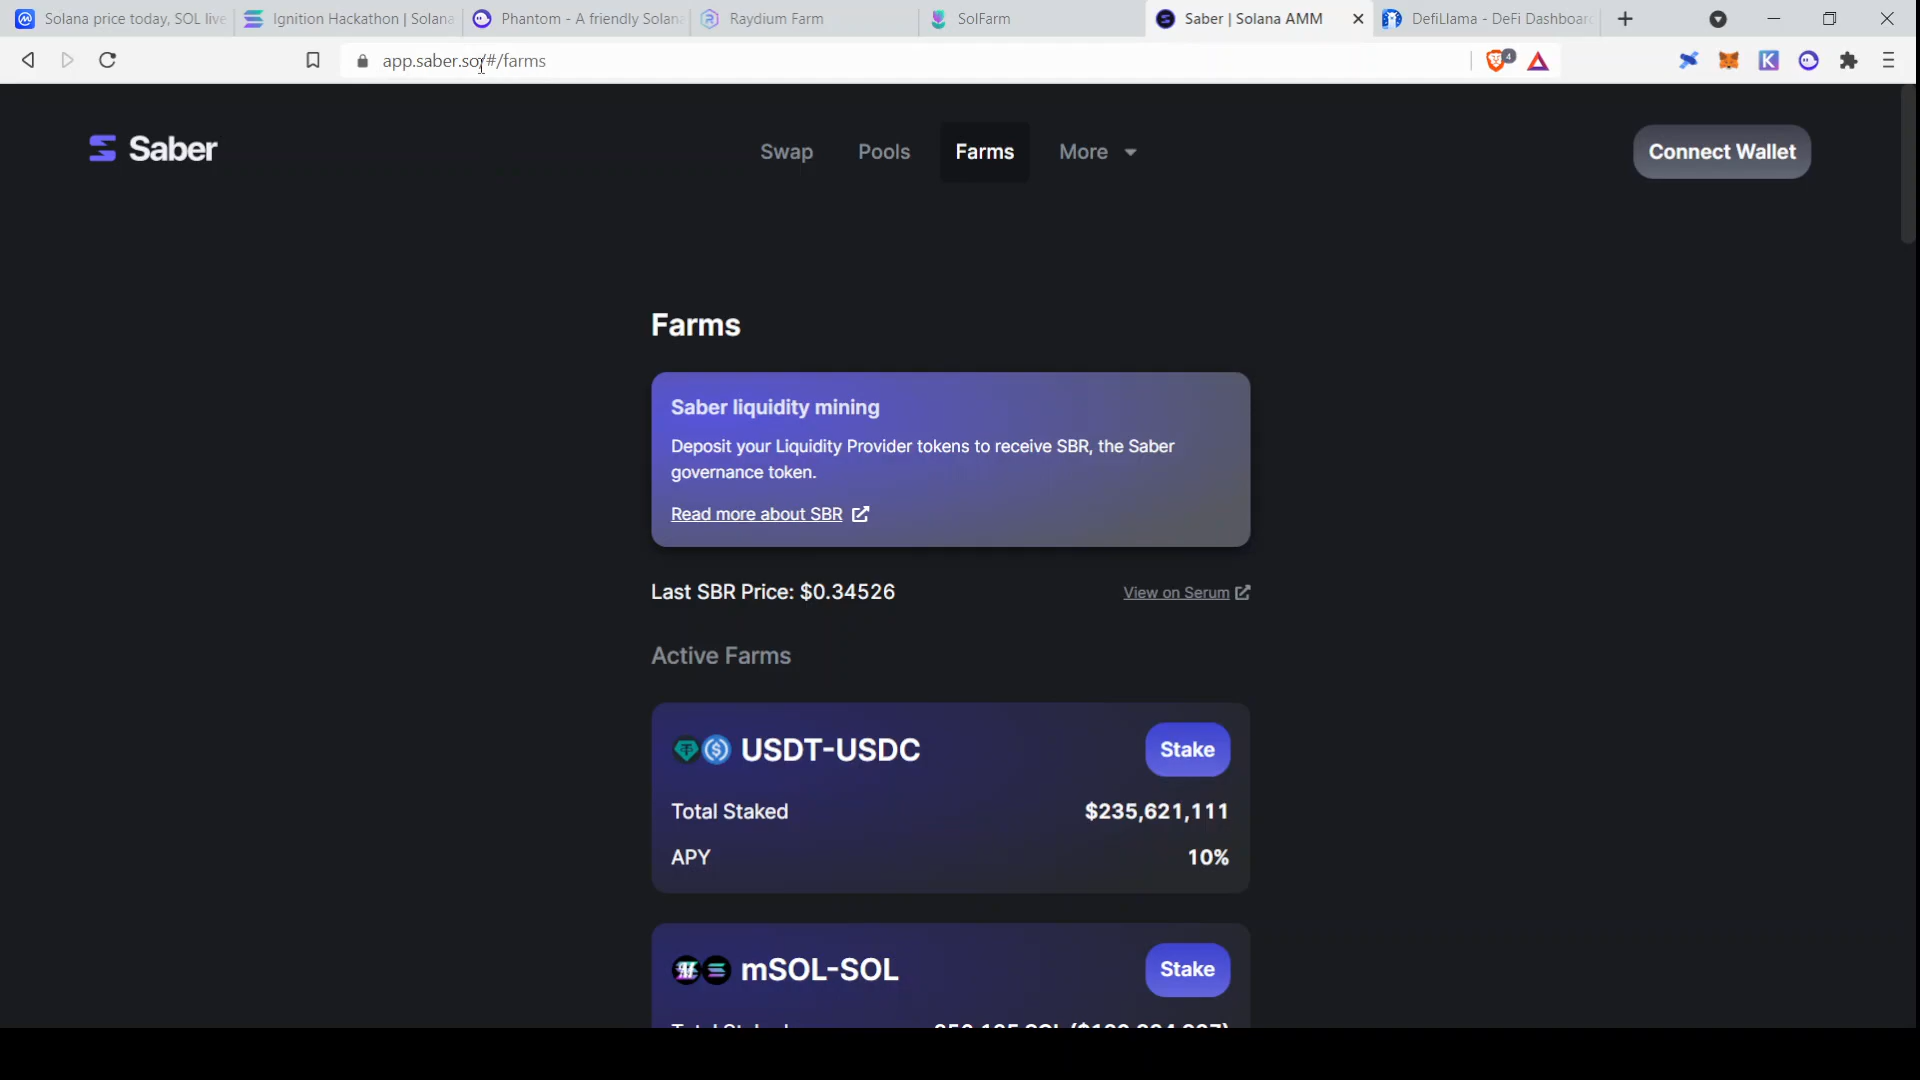 Solana price today, SOL live
Ignition Hackathon | Solana
Phantom - A friendly Solana
Raydium Farm
SolFarm
Saber | Solana AMM
DefiLlama - DeFi Dashboard
app.saber.so/#/farms
4
K
Saber
Swap
Pools
Farms
More
Connect Wallet
Farms
Saber liquidity mining
Deposit your Liquidity Provider tokens to receive SBR, the Saber
governance token.
Read more about SBR
Last SBR Price: $0.34526
View on Serum
Active Farms
USDT-USDC
Stake
Total Staked
$235,621,111
APY
10%
mSOL-SOL
Stake
Total Staked